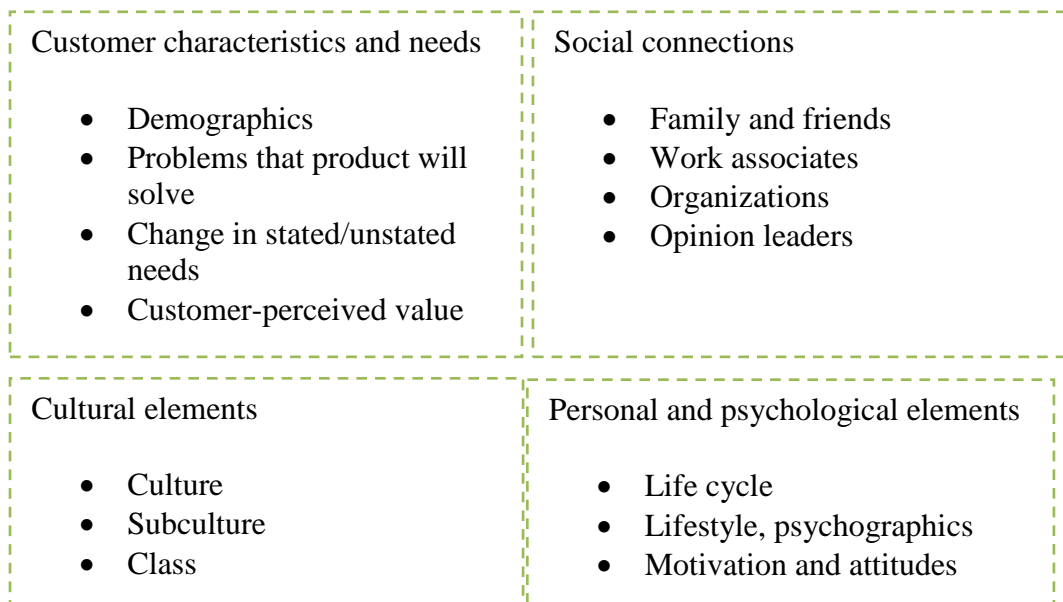 Customer characteristics and needs
• Demographics
• Problems that product will
solve
• Change in stated/unstated
needs
• Customer-perceived value
Social connections
• Family and friends
• Work associates
• Organizations
• Opinion leaders
Cultural elements
• Culture
• Subculture
• Class
Personal and psychological elements
• Life cycle
• Lifestyle, psychographics
• Motivation and attitudes